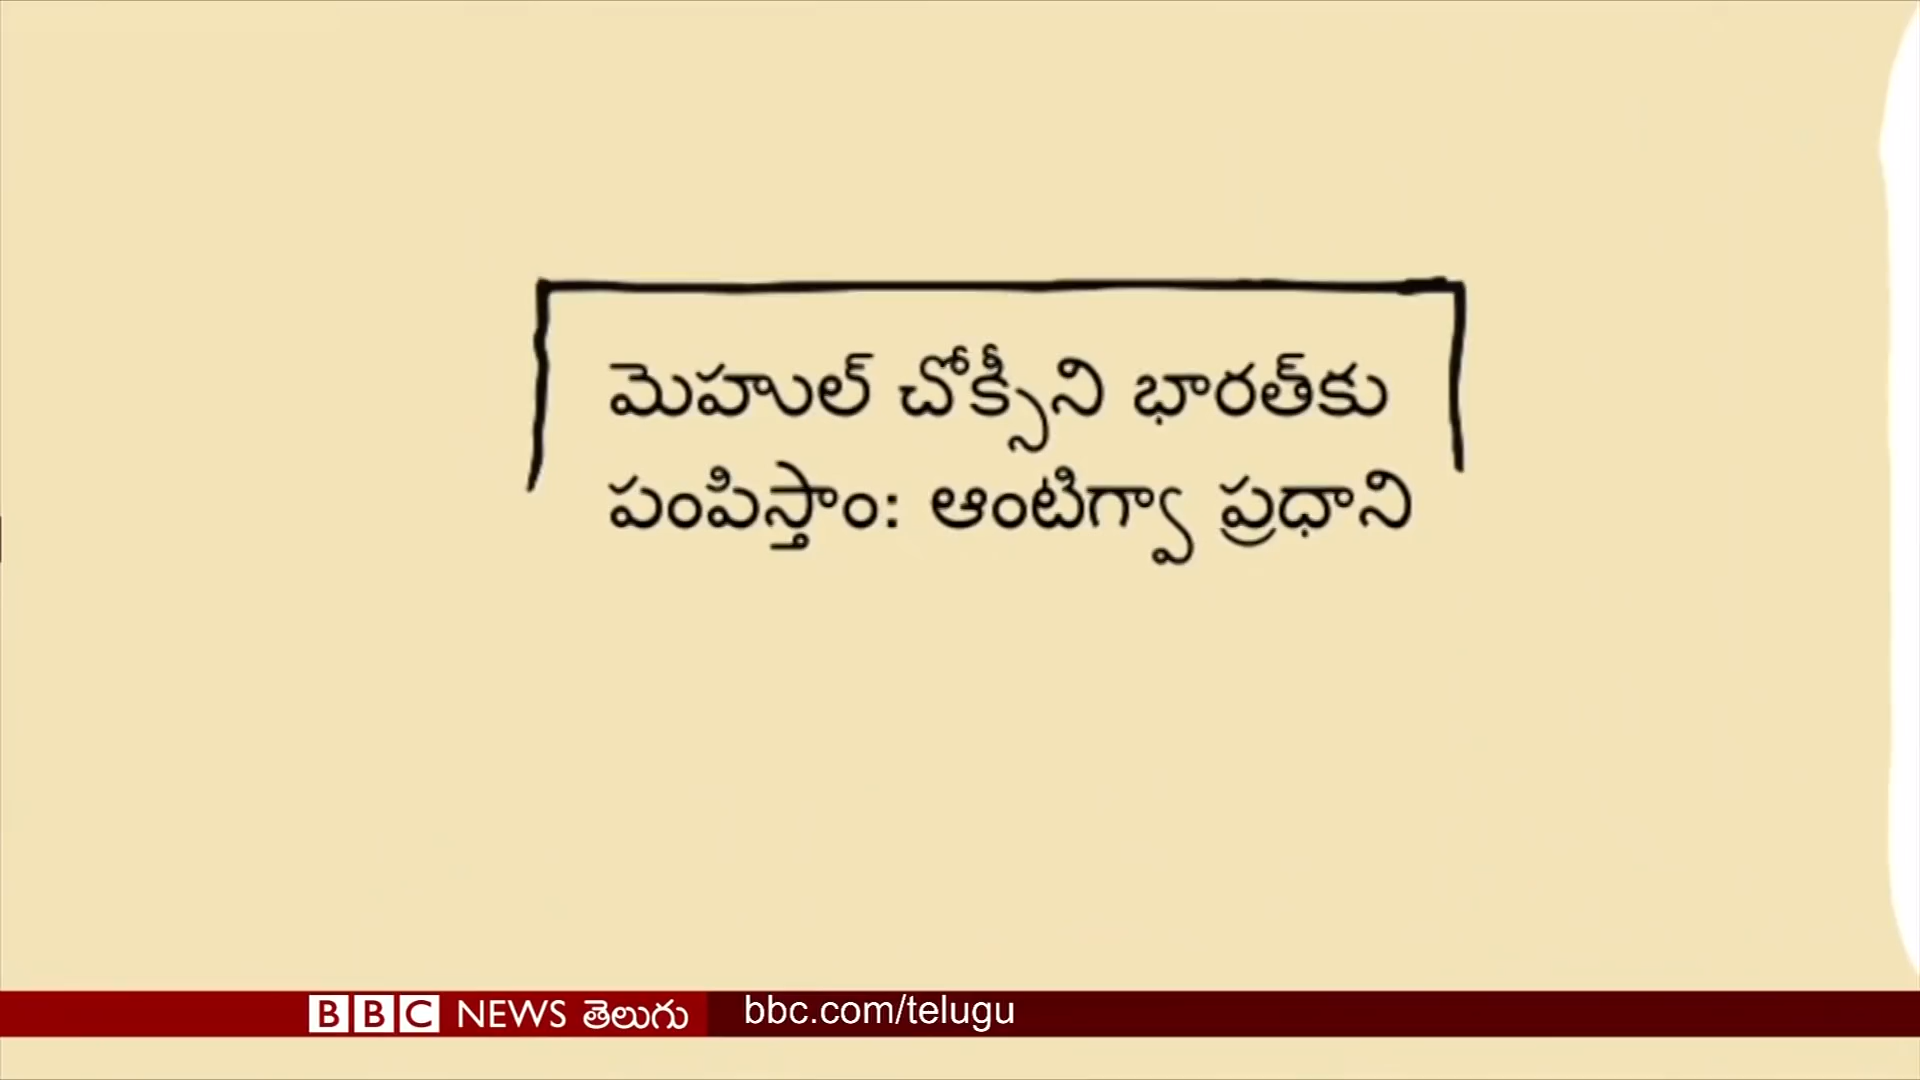 మెహుల్ చోక్సీని భారత్‌కు
పంపిస్తాం: ఆంటిగ్వా ప్రధాని
BBC NEWS తెలుగు bbc.com/telugu